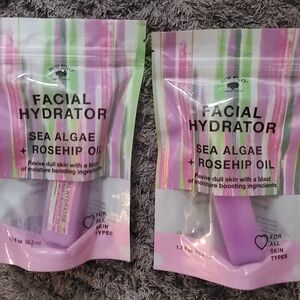 FACIAL
HYDRATOR
SEA ALGAE
+ ROSEHIP OIL
Revive dull skin with a blast
of moisture boosting ingredients
FOR
ALL
SKIN
TYPES
FACIAL
HYDRATOR
SEA ALGAE
+ ROSEHIP OIL
Revive dull skin with a blast
of moisture boosting ingredients
FOR
ALL
SKIN
TYPES